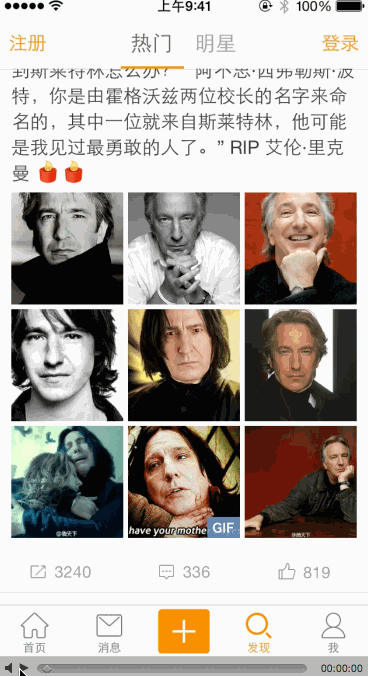 上午9:41
100%
注册
热门
明星
登录
到斯莱特林怎么办？” “阿不思·西弗勒斯·波
特，你是由霍格沃兹两位校长的名字来命
名的，其中一位就来自斯莱特林，他可能
是我见过最勇敢的人了。” RIP 艾伦·里克
曼
have your mothe
GIF
3240
336
819
首页
消息
发现
我
00:00:00